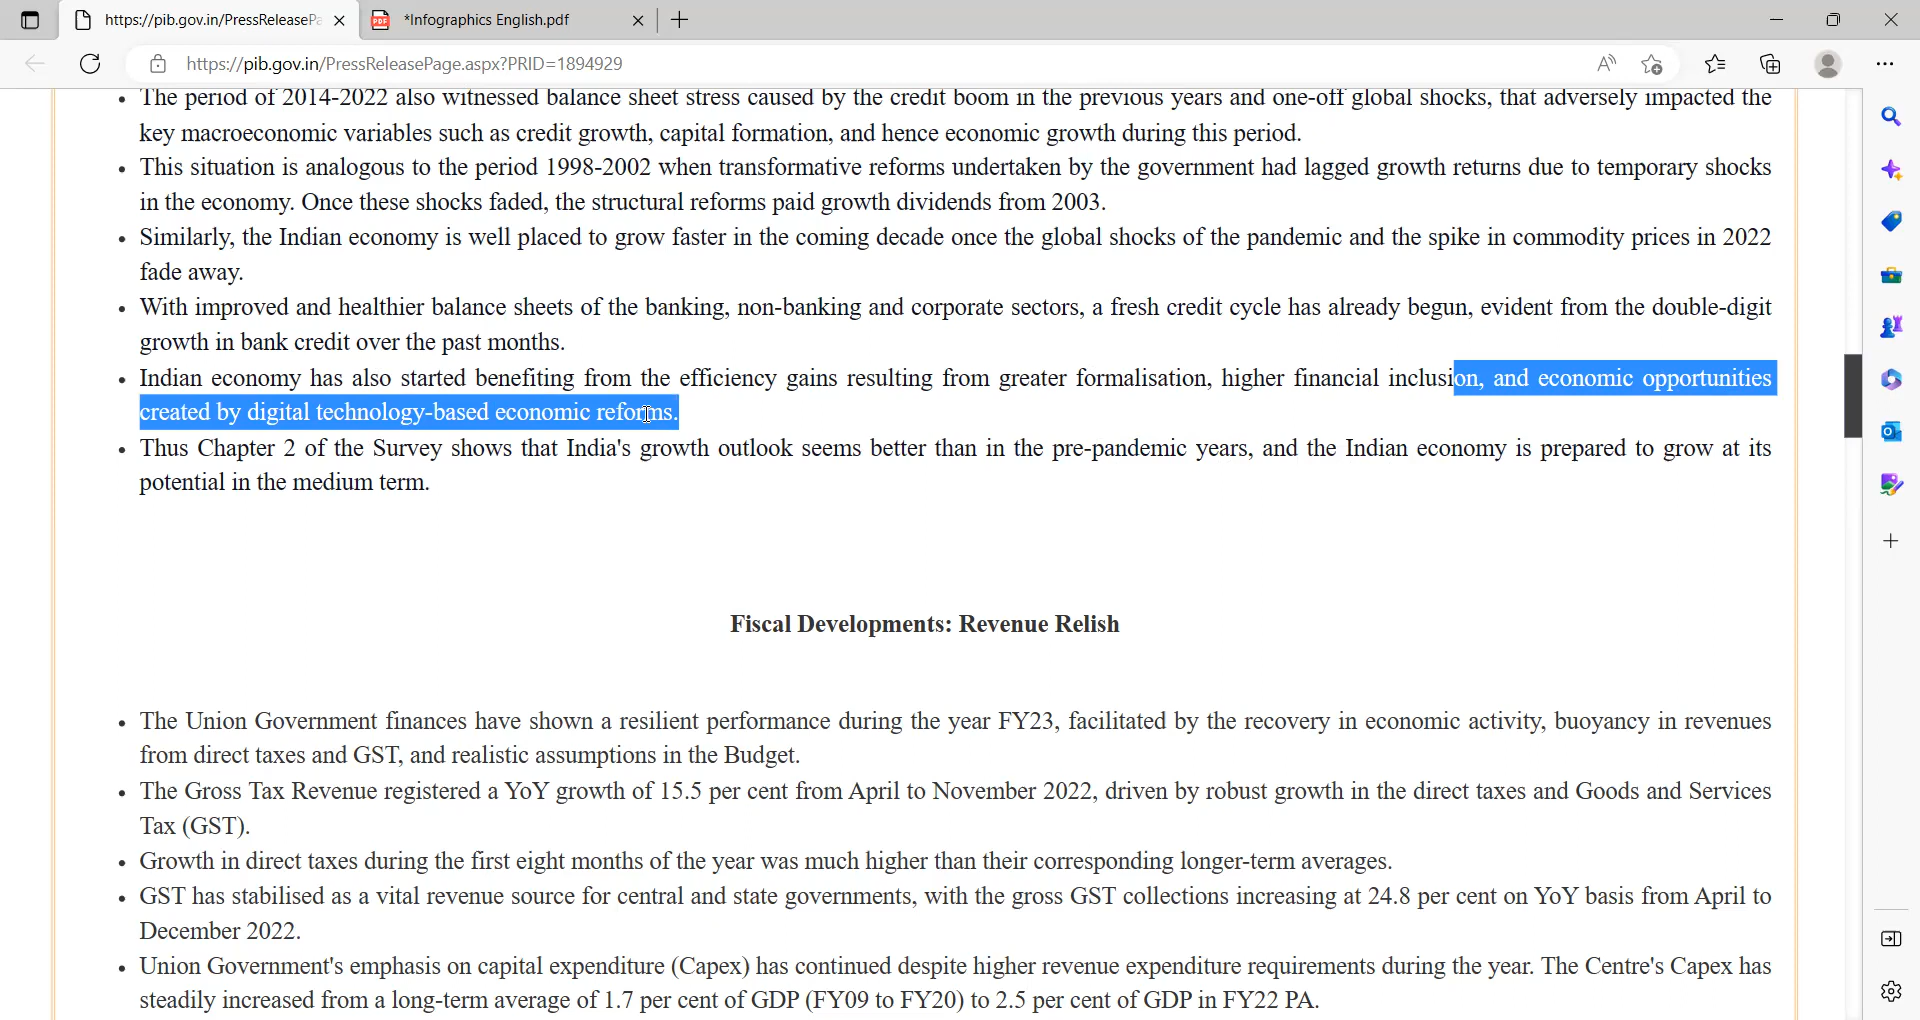 https://pib.gov.in/PressReleasePa
*Infographics English.pdf
https://pib.gov.in/PressReleasePage.aspx?PRID=1894929
The period of 2014-2022 also witnessed balance sheet stress caused by the credit boom in the previous years and one-off global shocks, that adversely impacted the
key macroeconomic variables such as credit growth, capital formation, and hence economic growth during this period.
This situation is analogous to the period 1998-2002 when transformative reforms undertaken by the government had lagged growth returns due to temporary shocks
in the economy. Once these shocks faded, the structural reforms paid growth dividends from 2003.
Similarly, the Indian economy is well placed to grow faster in the coming decade once the global shocks of the pandemic and the spike in commodity prices in 2022
fade away.
With improved and healthier balance sheets of the banking, non-banking and corporate sectors, a fresh credit cycle has already begun, evident from the double-digit
growth in bank credit over the past months.
Indian economy has also started benefiting from the efficiency gains resulting from greater formalisation, higher financial inclusion, and economic opportunities
created by digital technology-based economic reforms.
Thus Chapter 2 of the Survey shows that India's growth outlook seems better than in the pre-pandemic years, and the Indian economy is prepared to grow at its
potential in the medium term.
Fiscal Developments: Revenue Relish
The Union Government finances have shown a resilient performance during the year FY23, facilitated by the recovery in economic activity, buoyancy in revenues
from direct taxes and GST, and realistic assumptions in the Budget.
The Gross Tax Revenue registered a YoY growth of 15.5 per cent from April to November 2022, driven by robust growth in the direct taxes and Goods and Services
Tax (GST).
Growth in direct taxes during the first eight months of the year was much higher than their corresponding longer-term averages.
GST has stabilised as a vital revenue source for central and state governments, with the gross GST collections increasing at 24.8 per cent on YoY basis from April to
December 2022.
Union Government's emphasis on capital expenditure (Capex) has continued despite higher revenue expenditure requirements during the year. The Centre's Capex has
steadily increased from a long-term average of 1.7 per cent of GDP (FY09 to FY20) to 2.5 per cent of GDP in FY22 PA.